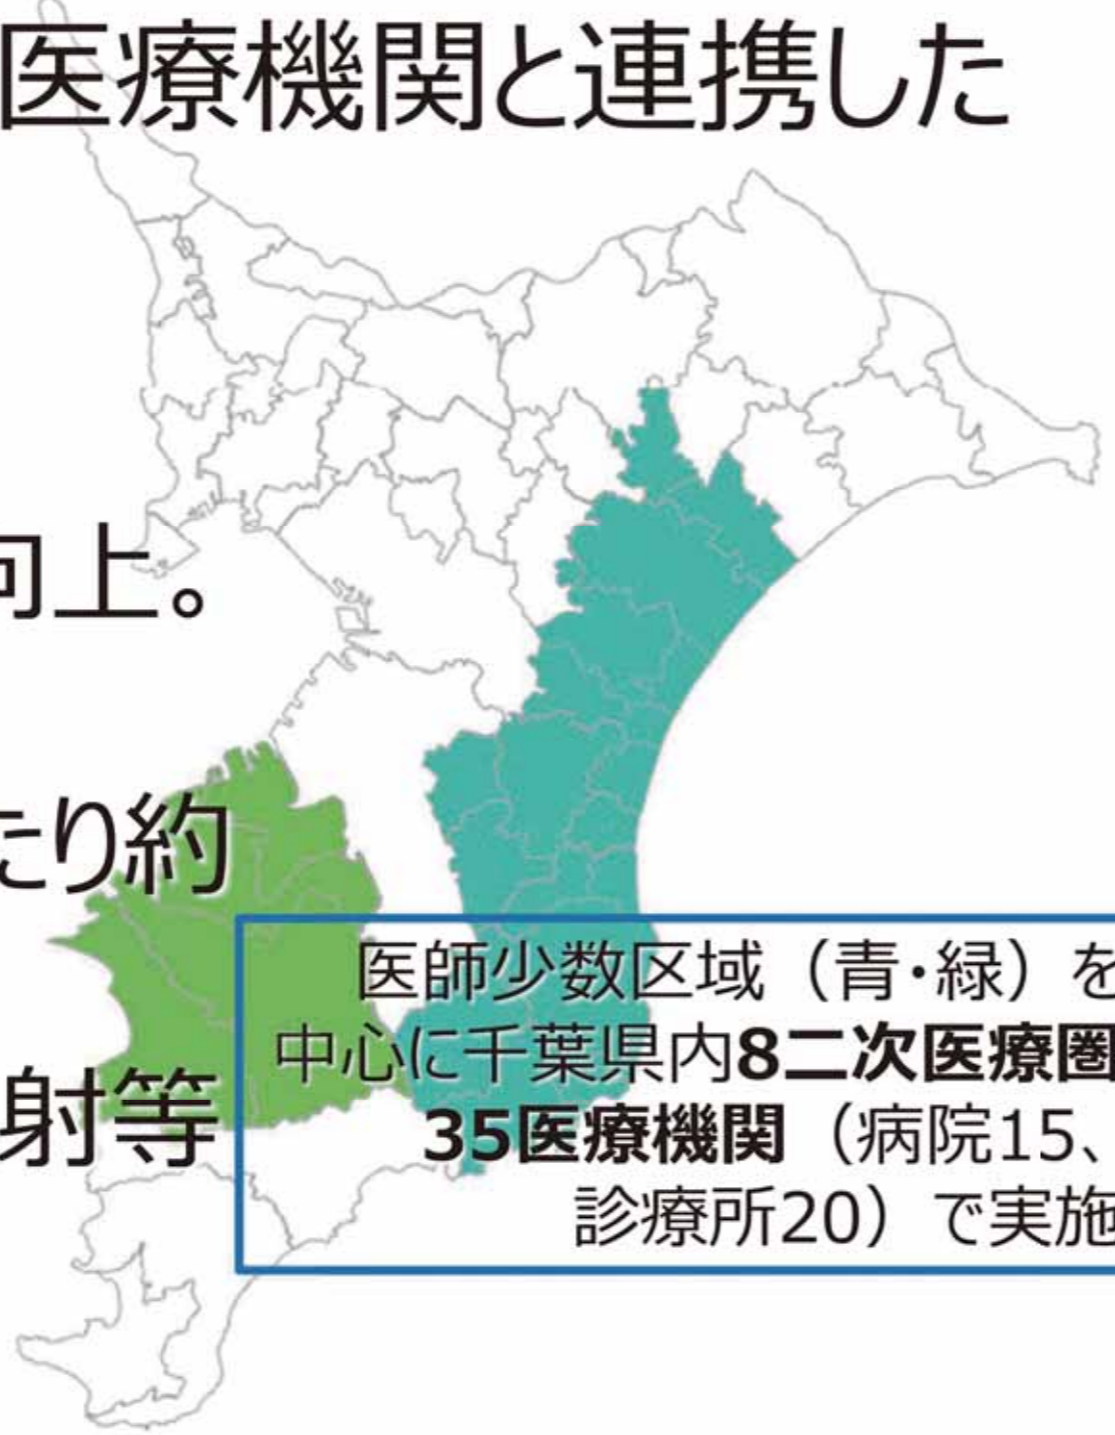 医療機関と連携した
向上。
たり約
射等
医師少数区域（青・緑）を
中心に千葉県内8二次医療圏
35医療機関（病院15、
診療所20）で実施